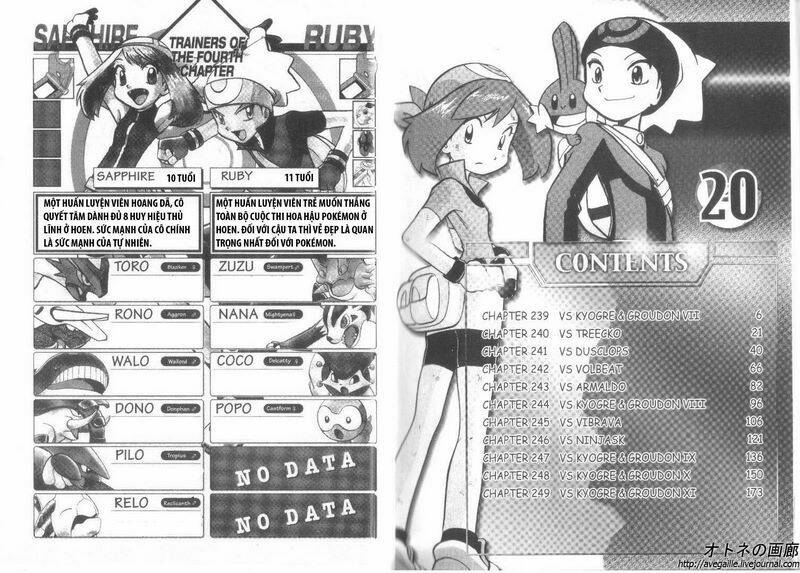 SAPPHIRE
TRAINERS OF
THE FOURTH
CHAPTER
RUBY
SAPPHIRE 10 TUỔI
RUBY 11 TUỔI
MỘT HUẤN LUYỆN VIÊN HOANG DÃ, CÔ
QUYẾT TÂM DÀNH ĐỦ 8 HUY HIỆU THỦ
LĨNH Ở HOEN. SỨC MẠNH CỦA CÔ CHÍNH
LÀ SỨC MẠNH CỦA TỰ NHIÊN.
MỘT HUẤN LUYỆN VIÊN TRẺ MUỐN THẮNG
TOÀN BỘ CUỘC THI HOA HẬU POKÉMON Ở
HOEN. ĐỐI VỚI CẬU TA THÌ VẺ ĐẸP LÀ QUAN
TRỌNG NHẤT ĐỐI VỚI POKÉMON.
TORO Blaziken
RONO Aggron
WALO Wailord
DONO Donphan
PILO Tropius
RELO Relicanth
ZUZU Swampert
NANA Mightyena
COCO Delcatty
POPO Castform
NO DATA
NO DATA
20
CONTENTS
CHAPTER 239 VS KYOGRE & GROUDON VII 6
CHAPTER 240 VS TREECKO 21
CHAPTER 241 VS DUSCLOPS 40
CHAPTER 242 VS VOLBEAT 66
CHAPTER 243 VS ARMALDO 82
CHAPTER 244 VS KYOGRE & GROUDON VIII 96
CHAPTER 245 VS VIBRAVA 106
CHAPTER 246 VS NINJASK 121
CHAPTER 247 VS KYOGRE & GROUDON IX 136
CHAPTER 248 VS KYOGRE & GROUDON X 150
CHAPTER 249 VS KYOGRE & GROUDON XI 173
オトネの画廊
http://avegaille.livejournal.com